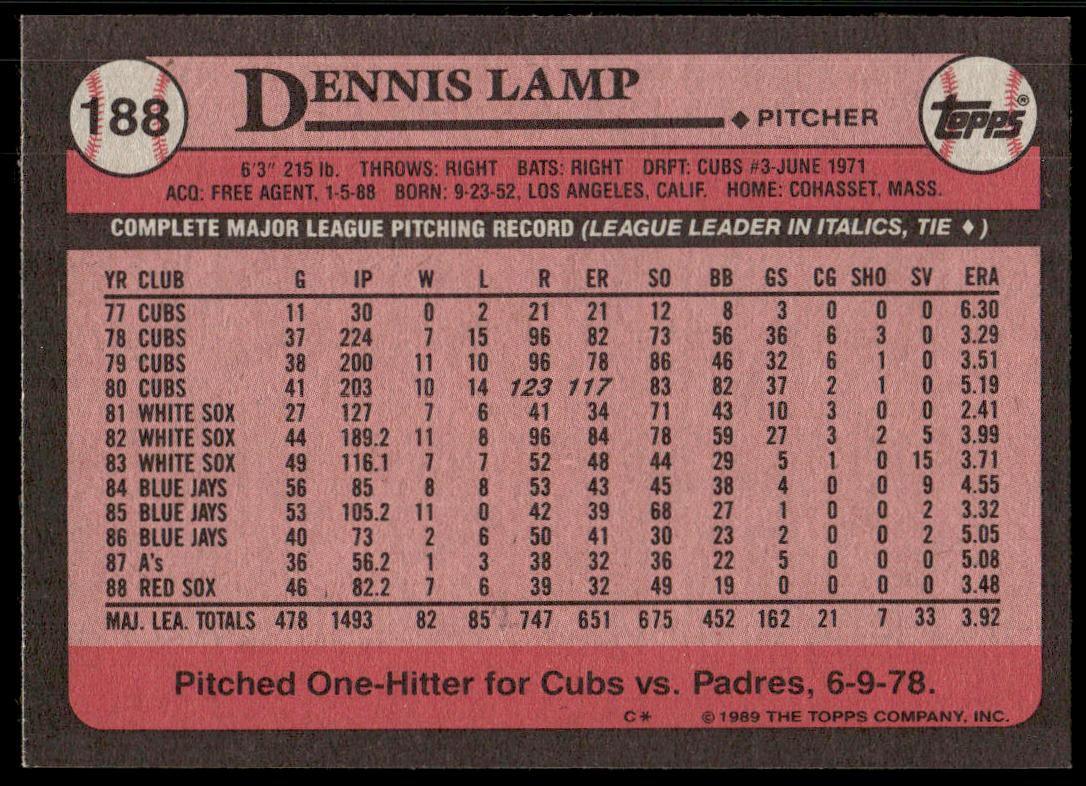 188
DENNIS LAMP
◆ PITCHER
Topps®
6'3" 215 lb. THROWS: RIGHT BATS: RIGHT DRFT: CUBS #3-JUNE 1971
ACQ: FREE AGENT, 1-5-88 BORN: 9-23-52, LOS ANGELES, CALIF. HOME: COHASSET, MASS.
COMPLETE MAJOR LEAGUE PITCHING RECORD (LEAGUE LEADER IN ITALICS, TIE ♦)
YR CLUB G IP W L R ER SO BB GS CG SHO SV ERA
77 CUBS 11 30 0 2 21 21 12 8 3 0 0 0 6.30
78 CUBS 37 224 7 15 96 82 73 56 36 6 3 0 3.29
79 CUBS 38 200 11 10 96 78 86 46 32 6 1 0 3.51
80 CUBS 41 203 10 14 123 117 83 82 37 2 1 0 5.19
81 WHITE SOX 27 127 7 6 41 34 71 43 10 3 0 0 2.41
82 WHITE SOX 44 189.2 11 8 96 84 78 59 27 3 2 5 3.99
83 WHITE SOX 49 116.1 7 7 52 48 44 29 5 1 0 15 3.71
84 BLUE JAYS 56 85 8 8 53 43 45 38 4 0 0 9 4.55
85 BLUE JAYS 53 105.2 11 0 42 39 68 27 1 0 0 2 3.32
86 BLUE JAYS 40 73 2 6 50 41 30 23 2 0 0 2 5.05
87 A's 36 56.2 1 3 38 32 36 22 5 0 0 0 5.08
88 RED SOX 46 82.2 7 6 39 32 49 19 0 0 0 0 3.48
MAJ. LEA. TOTALS 478 1493 82 85 747 651 675 452 162 21 7 33 3.92
Pitched One-Hitter for Cubs vs. Padres, 6-9-78.
C* ©1989 THE TOPPS COMPANY, INC.